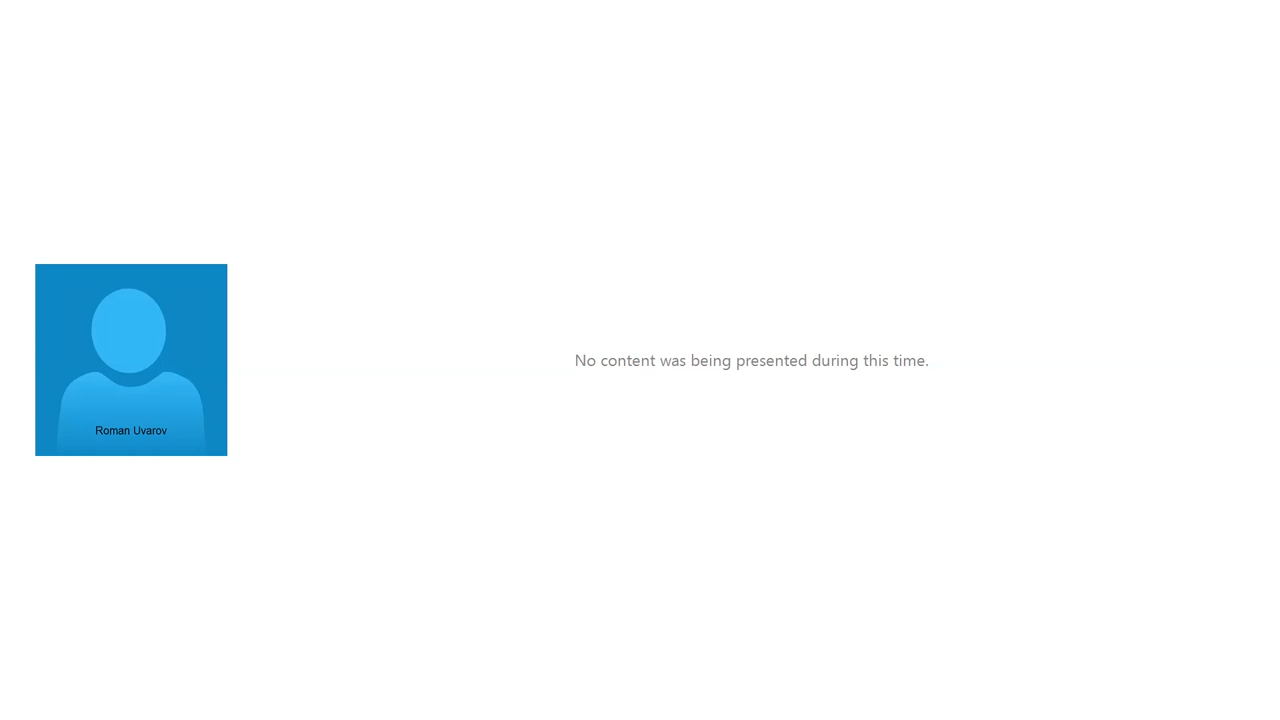 Roman Uvarov
No content was being presented during this time.